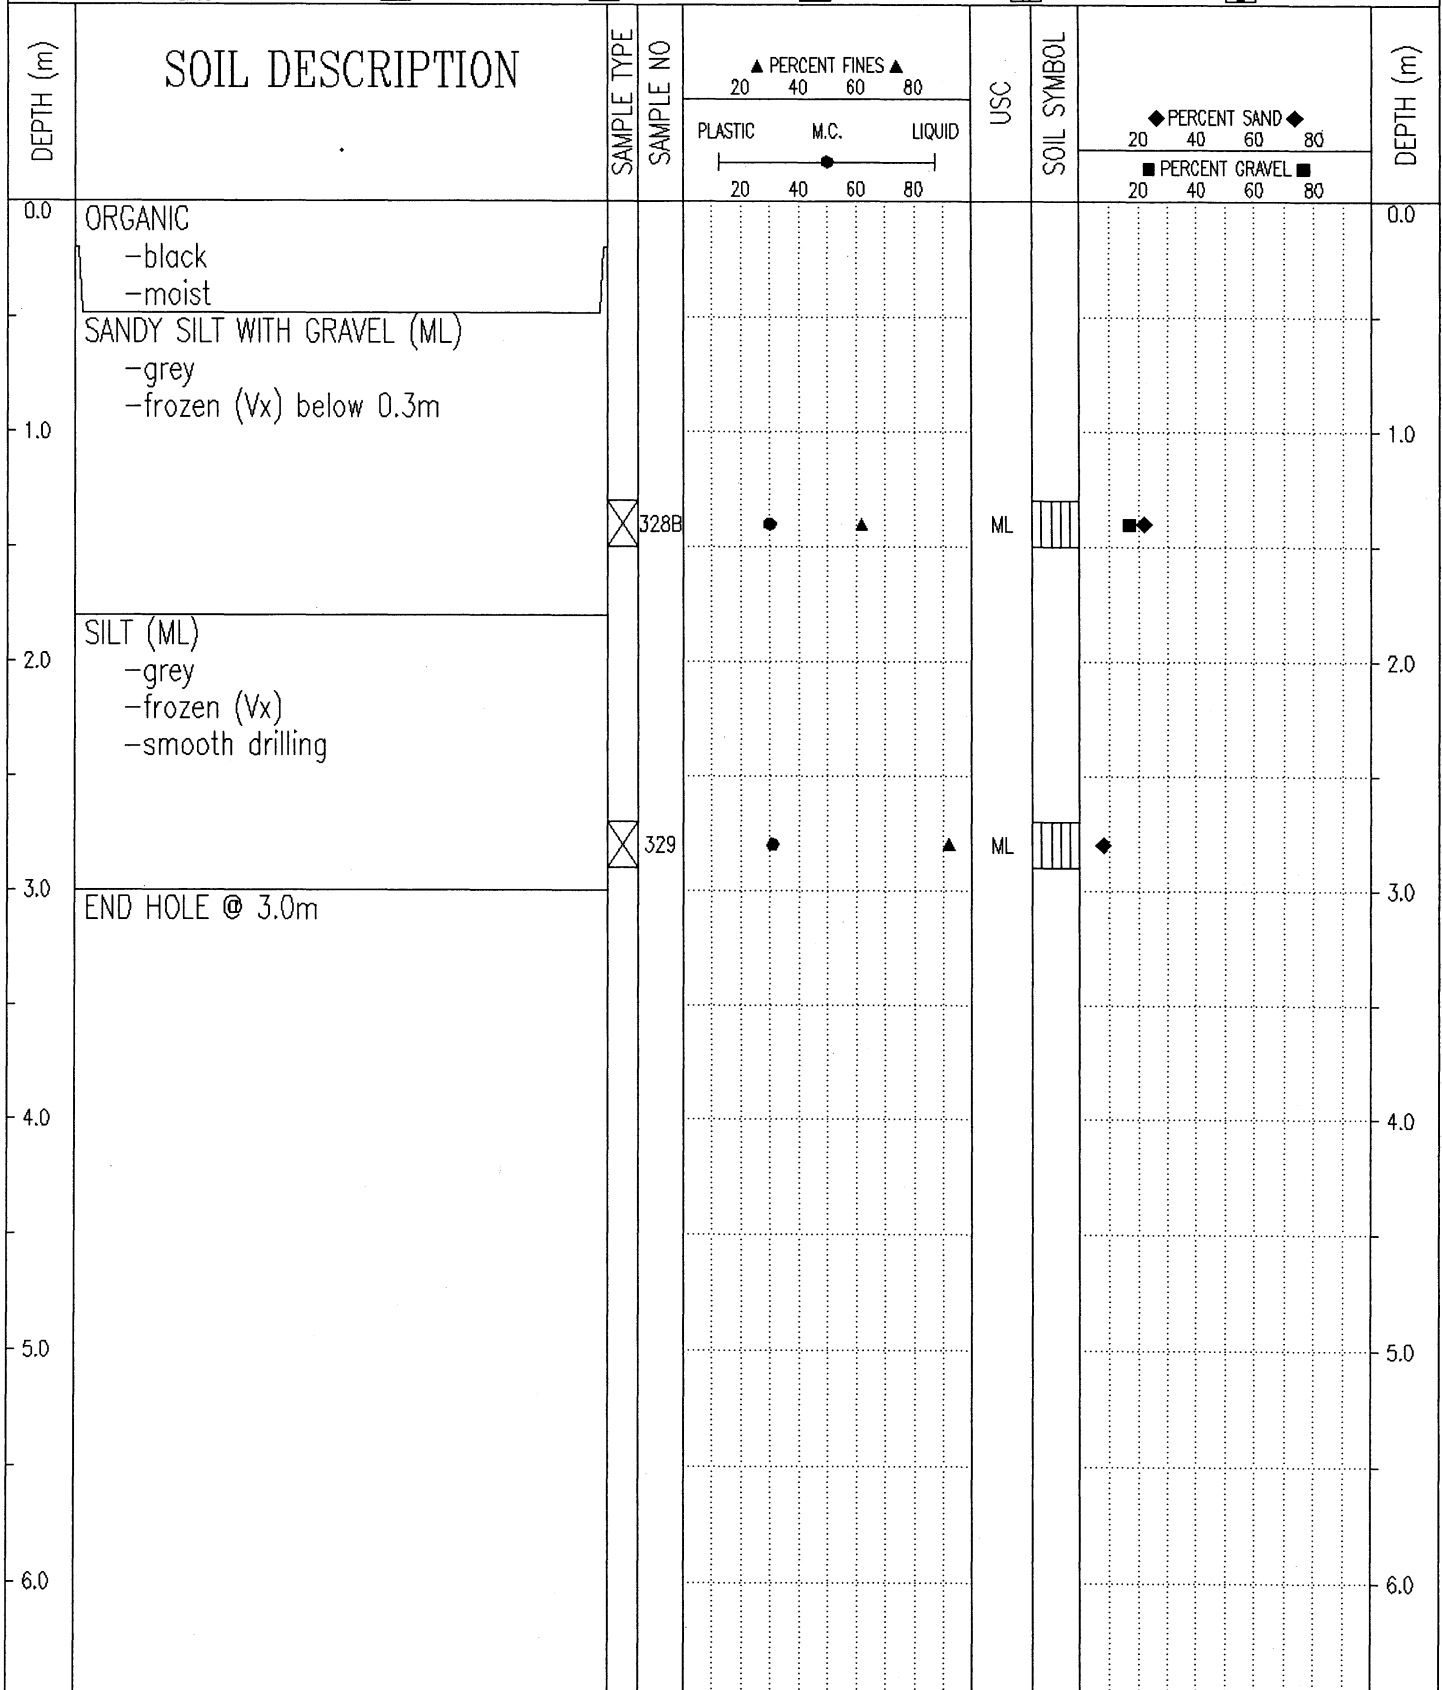 DEPTH (m)
SOIL DESCRIPTION
SAMPLE TYPE
SAMPLE NO
▲ PERCENT FINES ▲
20 40 60 80
PLASTIC M.C. LIQUID
20 40 60 80
USC
SOIL SYMBOL
◆ PERCENT SAND ◆
20 40 60 80
■ PERCENT GRAVEL ■
20 40 60 80
DEPTH (m)
0.0 0.0
ORGANIC
-black
-moist
SANDY SILT WITH GRAVEL (ML)
-grey
-frozen (Vx) below 0.3m
1.0 1.0
328B ML
SILT (ML)
2.0 2.0
-grey
-frozen (Vx)
-smooth drilling
329 ML
3.0 3.0
END HOLE @ 3.0m
4.0 4.0
5.0 5.0
6.0 6.0